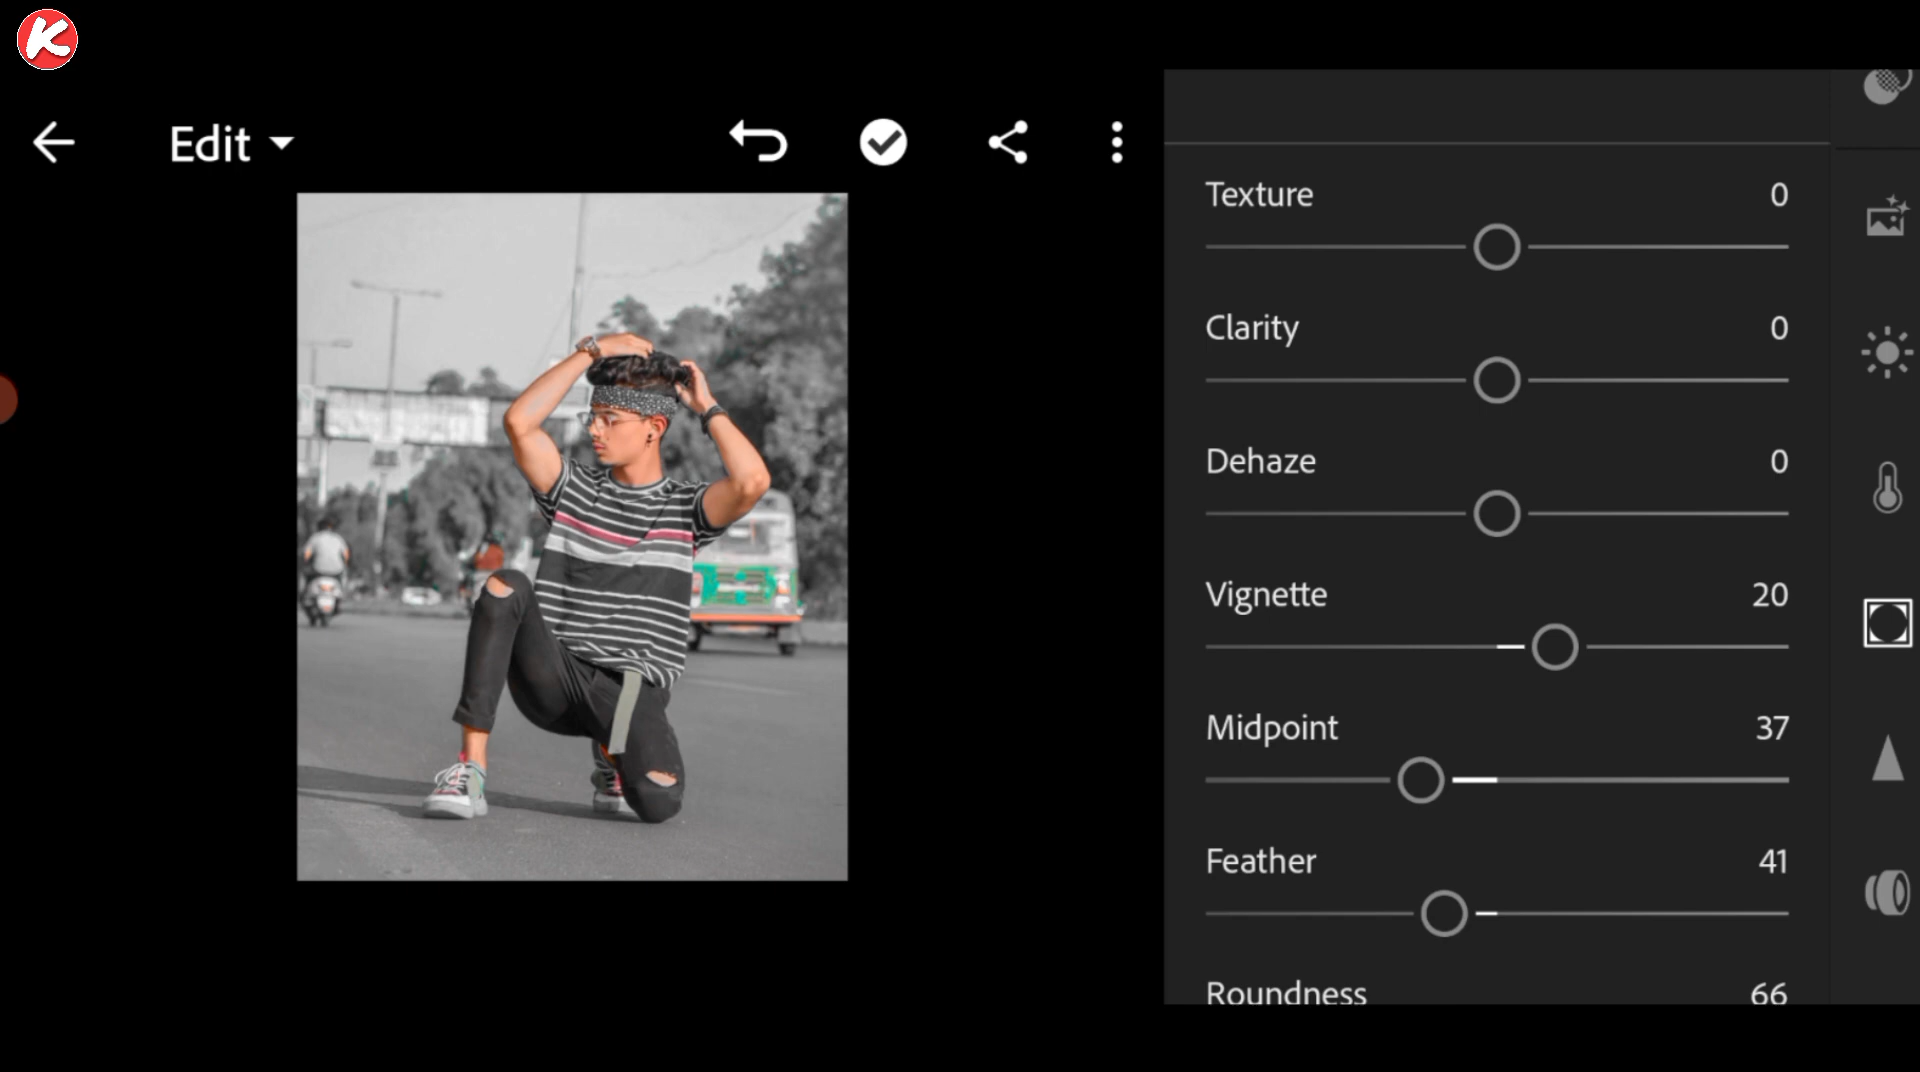 K
Edit
Texture 0
Clarity 0
Dehaze 0
Vignette 20
Midpoint 37
Feather 41
Roundness 66